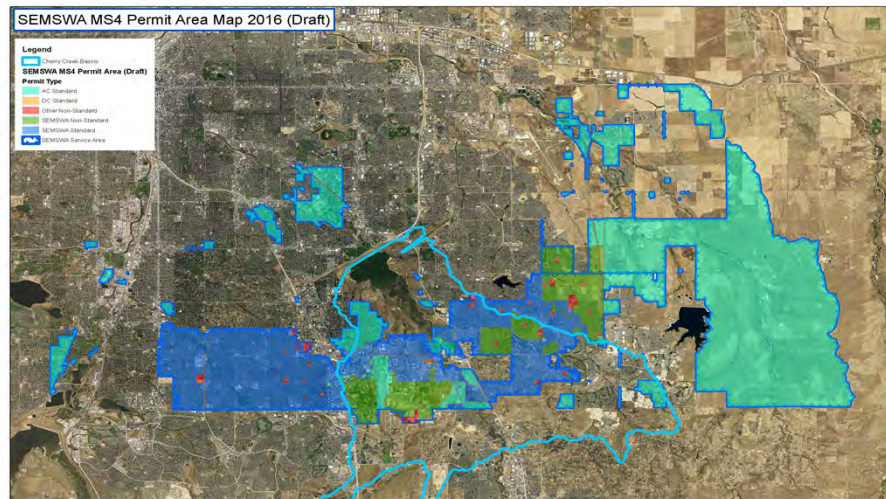 SEMSWA MS4 Permit Area Map 2016 (Draft)
Legend
Cherry Creek Basins
SEMSWA MS4 Permit Area (Draft)
Permit Type
AC Standard
DC Standard
Other Non-Standard
SEMSWA Non-Standard
SEMSWA Standard
SEMSWA Service Area